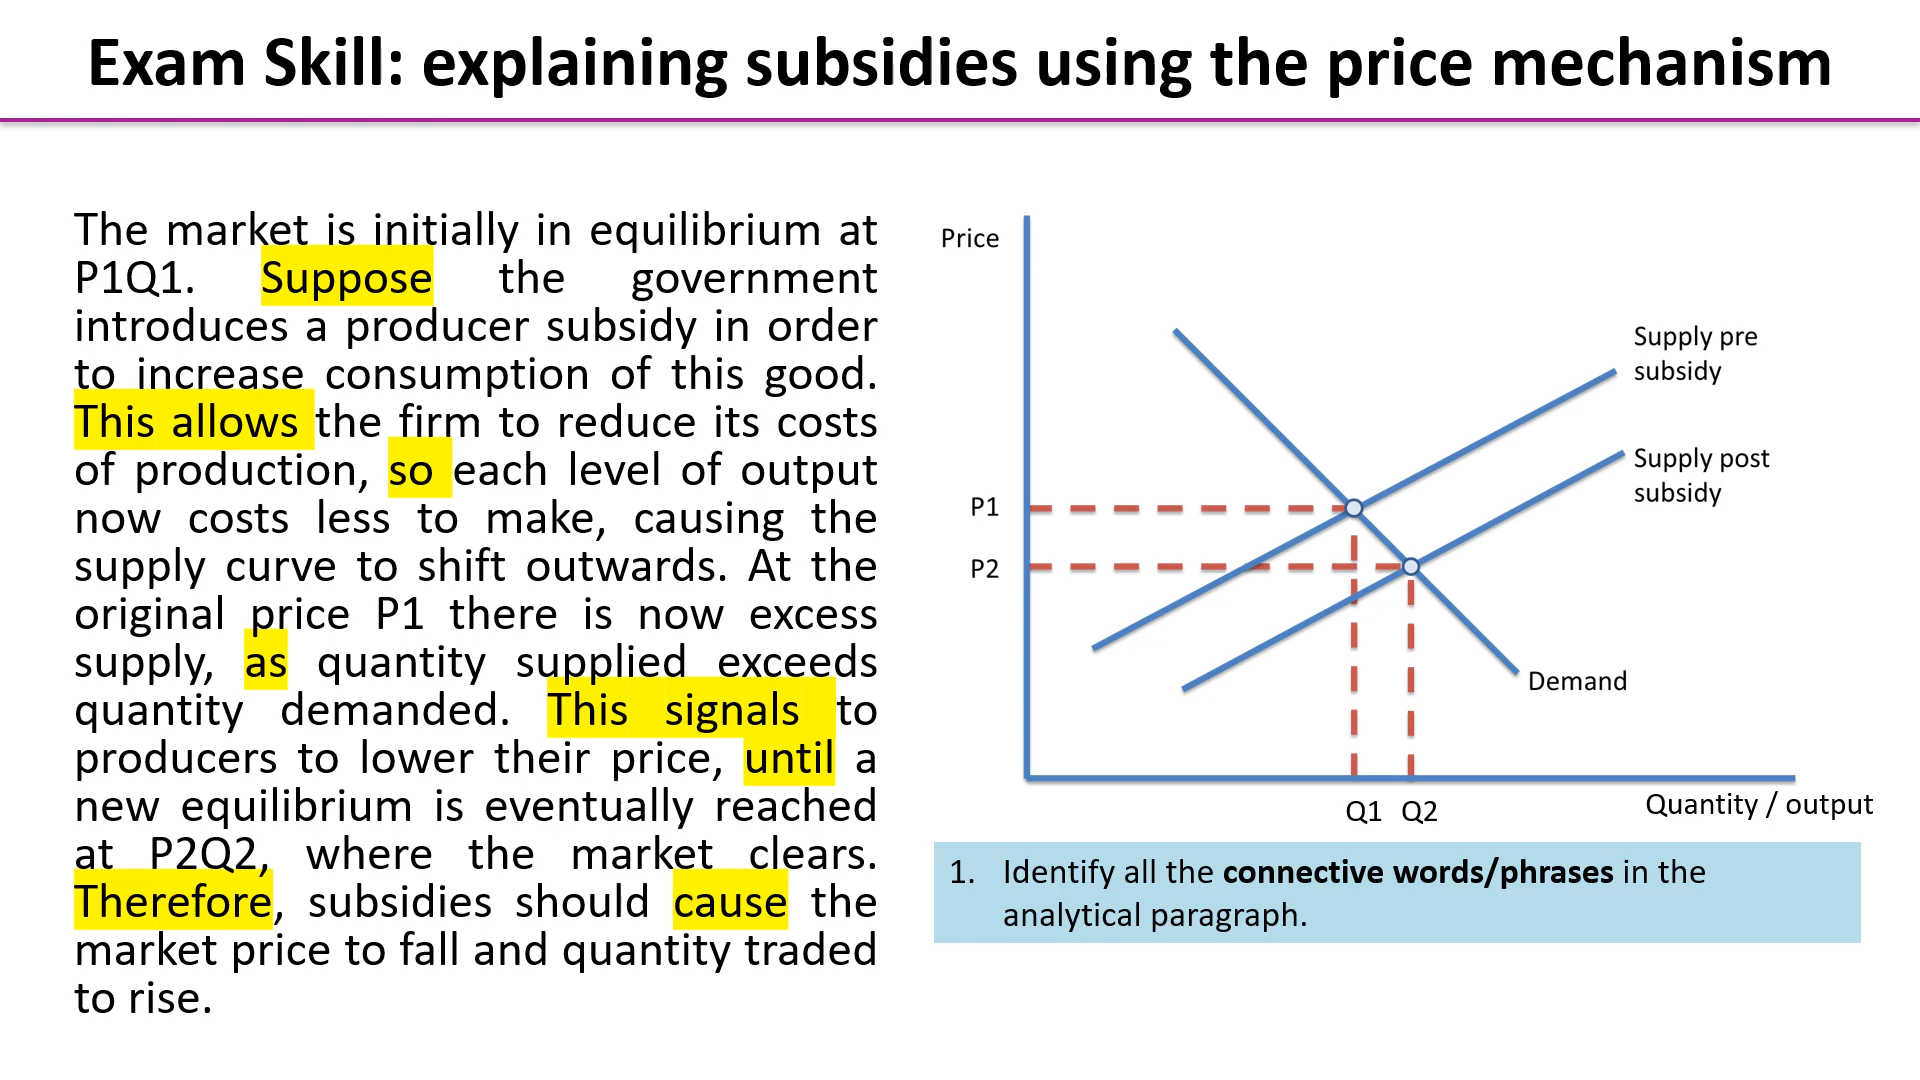 Exam Skill: explaining subsidies using the price mechanism
The market is initially in equilibrium at
P1Q1. Suppose the government
introduces a producer subsidy in order
to increase consumption of this good.
This allows the firm to reduce its costs
of production, so each level of output
now costs less to make, causing the
supply curve to shift outwards. At the
original price P1 there is now excess
supply, as quantity supplied exceeds
quantity demanded. This signals to
producers to lower their price, until a
new equilibrium is eventually reached
at P2Q2, where the market clears.
Therefore, subsidies should cause the
market price to fall and quantity traded
to rise.
Price
Supply pre
subsidy
Supply post
subsidy
P1
P2
Demand
Q1 Q2
Quantity / output
1. Identify all the connective words/phrases in the
analytical paragraph.